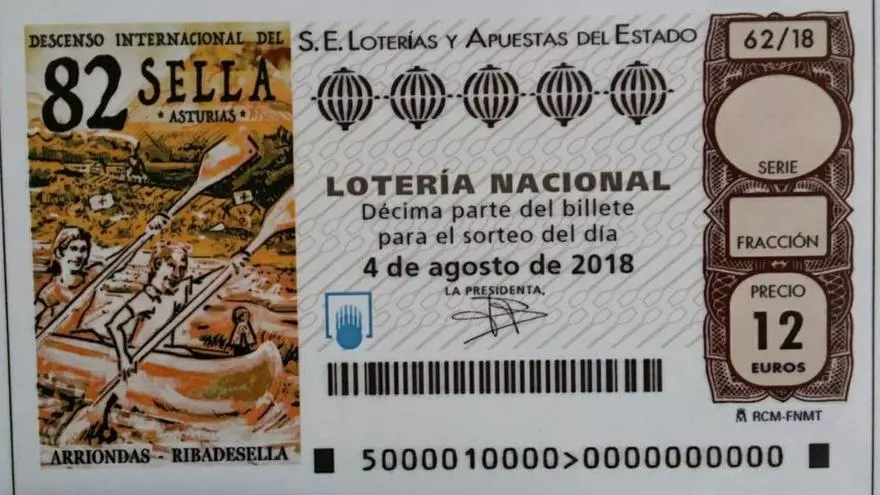 DESCENSO INTERNACIONAL DEL
82 SELLA
* ASTURIAS *
ARRIONDAS - RIBADESELLA
S.E. LOTERÍAS Y APUESTAS DEL ESTADO
LOTERÍA NACIONAL
Décima parte del billete
para el sorteo del día
4 de agosto de 2018
LA PRESIDENTA,
5000010000>0000000000
62/18
SERIE
FRACCIÓN
PRECIO
12
EUROS
RCM-FNMT